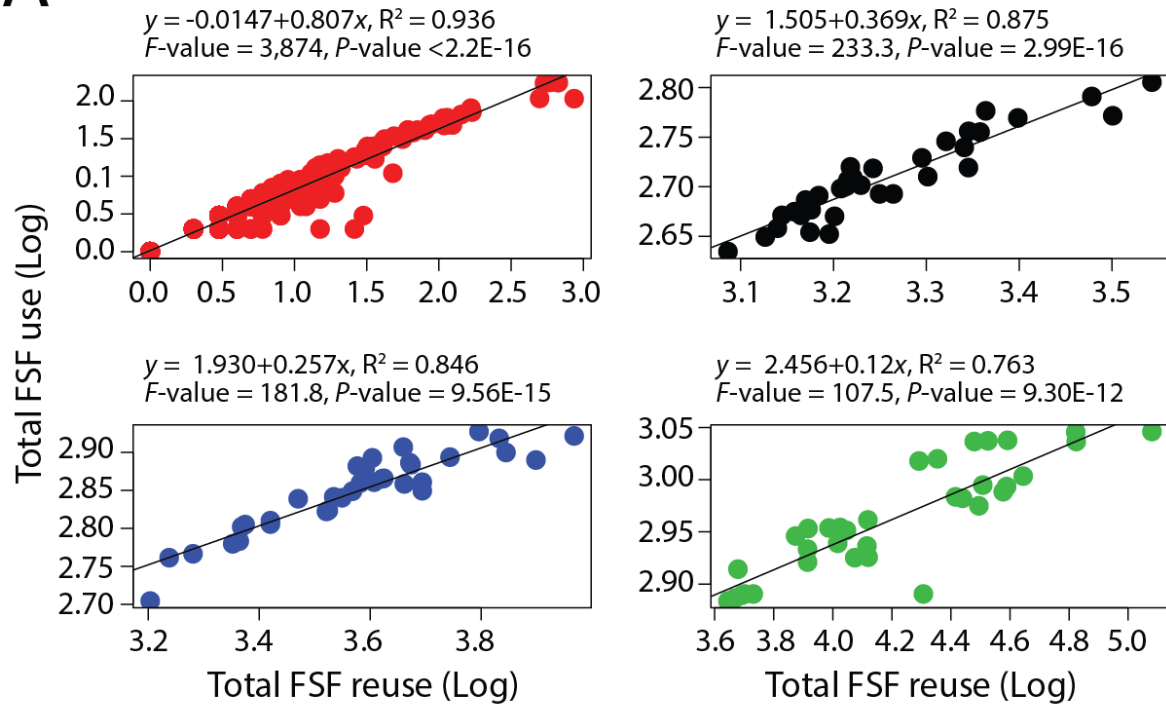 y = -0.0147+0.807x, R² = 0.936
F-value = 3,874, P-value <2.2E-16
2.0
1.5
0.1
0.5
0.0
0.0 0.5 1.0 1.5 2.0 2.5 3.0
y = 1.505+0.369x, R² = 0.875
F-value = 233.3, P-value = 2.99E-16
2.80
2.75
2.70
2.65
3.1 3.2 3.3 3.4 3.5
Total FSF use (Log)
y = 1.930+0.257x, R² = 0.846
F-value = 181.8, P-value = 9.56E-15
2.90
2.85
2.80
2.75
2.70
3.2 3.4 3.6 3.8
Total FSF reuse (Log)
y = 2.456+0.12x, R² = 0.763
F-value = 107.5, P-value = 9.30E-12
3.05
3.00
2.95
2.90
3.6 3.8 4.0 4.2 4.4 4.6 4.8 5.0
Total FSF reuse (Log)